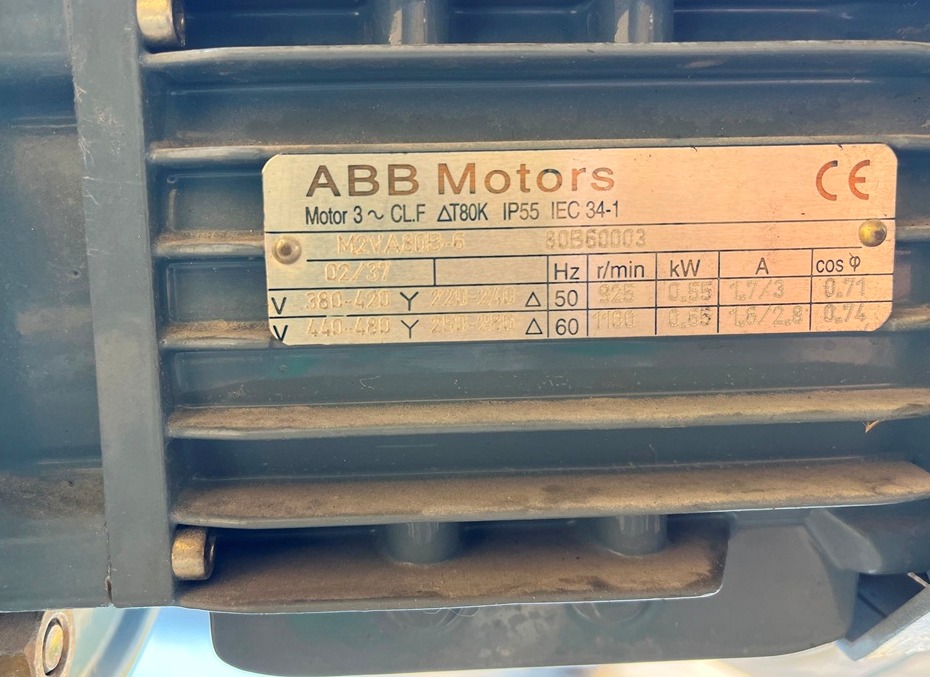 ABB Motors CE
Motor 3 ~ CL.F ΔT80K IP55 IEC 34-1
M2VA80B-6 80B60003
02/37
Hz r/min kW A cos φ
V 380-420 Y 220-240 Δ 50 925 0.55 1.7/3 0.71
V 440-480 Y 250-280 Δ 60 0.65 1.6/2.8 0.74